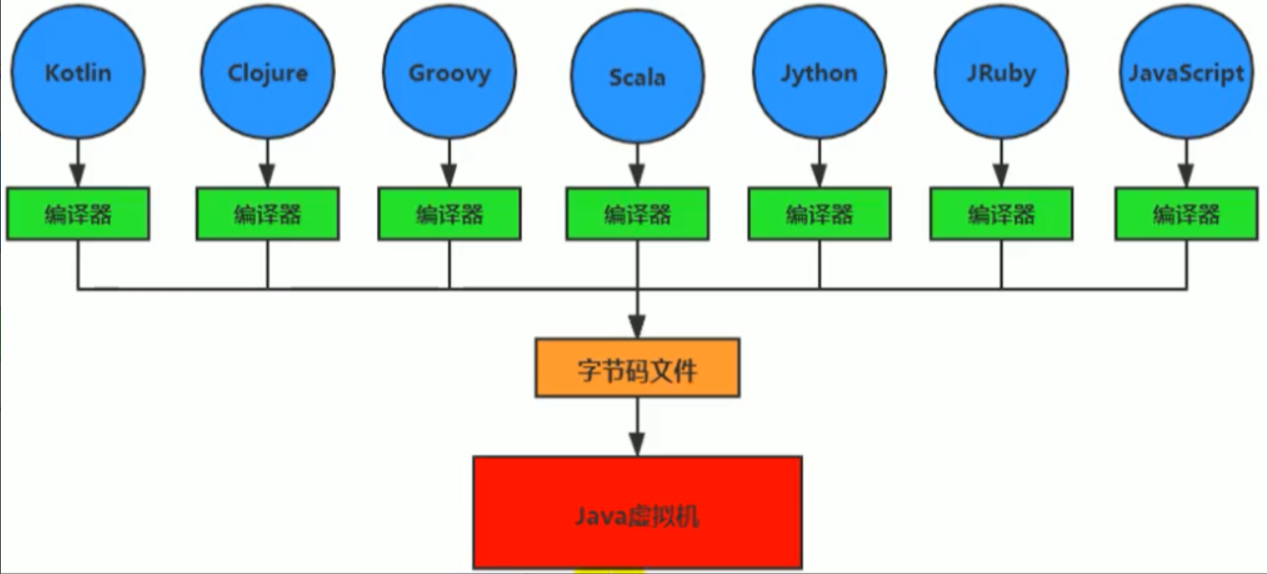 Kotlin
Clojure
Groovy
Scala
Jython
JRuby
JavaScript
编译器
编译器
编译器
编译器
编译器
编译器
编译器
字节码文件
Java虚拟机